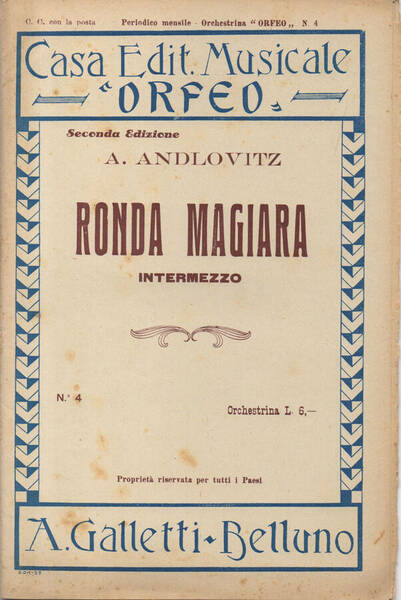 C. C. con la posta Periodico mensile - Orchestrina "ORFEO„ N. 4
Casa Edit. Musicale
"ORFEO„
Seconda Edizione
A. ANDLOVITZ
RONDA MAGIARA
INTERMEZZO
N.° 4
Orchestrina L. 6,—
Proprietà riservata per tutti i Paesi
A. Galletti - Belluno